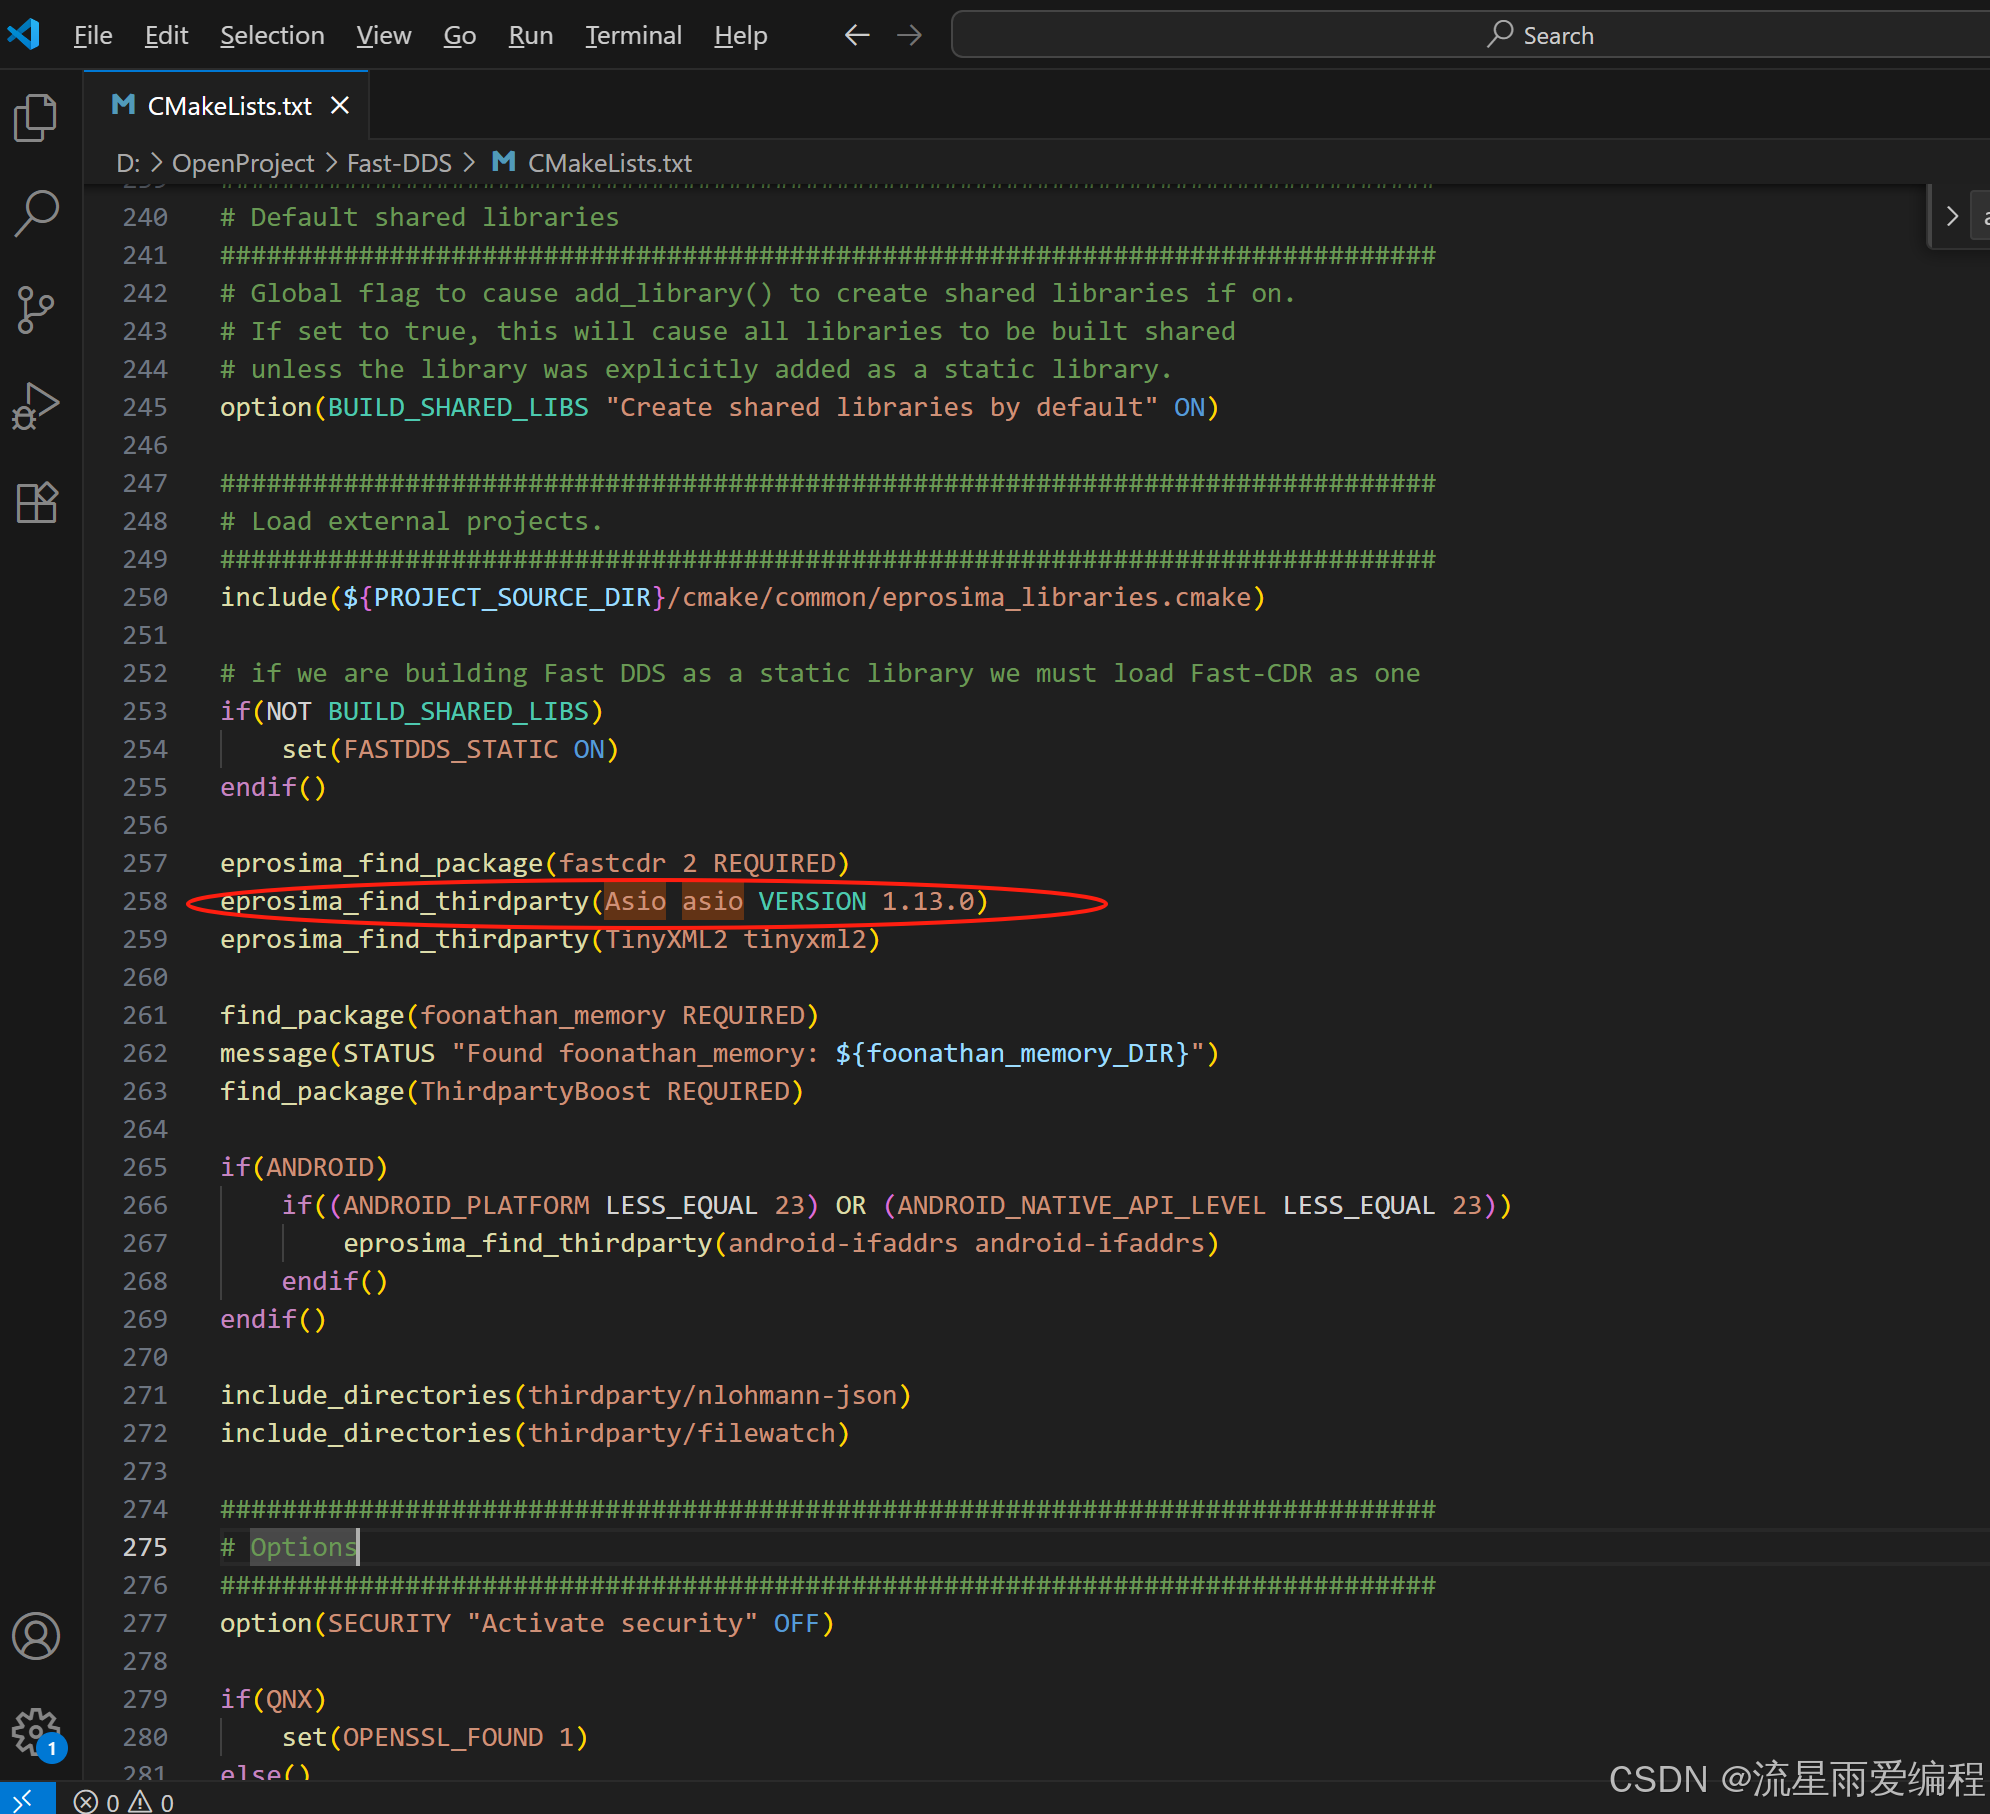 File Edit Selection View Go Run Terminal Help Search
CMakeLists.txt
D: > OpenProject > Fast-DDS > CMakeLists.txt
240 # Default shared libraries
241 ###############################################################################
242 # Global flag to cause add_library() to create shared libraries if on.
243 # If set to true, this will cause all libraries to be built shared
244 # unless the library was explicitly added as a static library.
245 option(BUILD_SHARED_LIBS "Create shared libraries by default" ON)
246
247 ###############################################################################
248 # Load external projects.
249 ###############################################################################
250 include(${PROJECT_SOURCE_DIR}/cmake/common/eprosima_libraries.cmake)
251
252 # if we are building Fast DDS as a static library we must load Fast-CDR as one
253 if(NOT BUILD_SHARED_LIBS)
254     set(FASTDDS_STATIC ON)
255 endif()
256
257 eprosima_find_package(fastcdr 2 REQUIRED)
258 eprosima_find_thirdparty(Asio asio VERSION 1.13.0)
259 eprosima_find_thirdparty(TinyXML2 tinyxml2)
260
261 find_package(foonathan_memory REQUIRED)
262 message(STATUS "Found foonathan_memory: ${foonathan_memory_DIR}")
263 find_package(ThirdpartyBoost REQUIRED)
264
265 if(ANDROID)
266     if((ANDROID_PLATFORM LESS_EQUAL 23) OR (ANDROID_NATIVE_API_LEVEL LESS_EQUAL 23))
267         eprosima_find_thirdparty(android-ifaddrs android-ifaddrs)
268     endif()
269 endif()
270
271 include_directories(thirdparty/nlohmann-json)
272 include_directories(thirdparty/filewatch)
273
274 ###############################################################################
275 # Options
276 ###############################################################################
277 option(SECURITY "Activate security" OFF)
278
279 if(QNX)
280     set(OPENSSL_FOUND 1)
281 else()
1
0 0
CSDN @流星雨爱编程